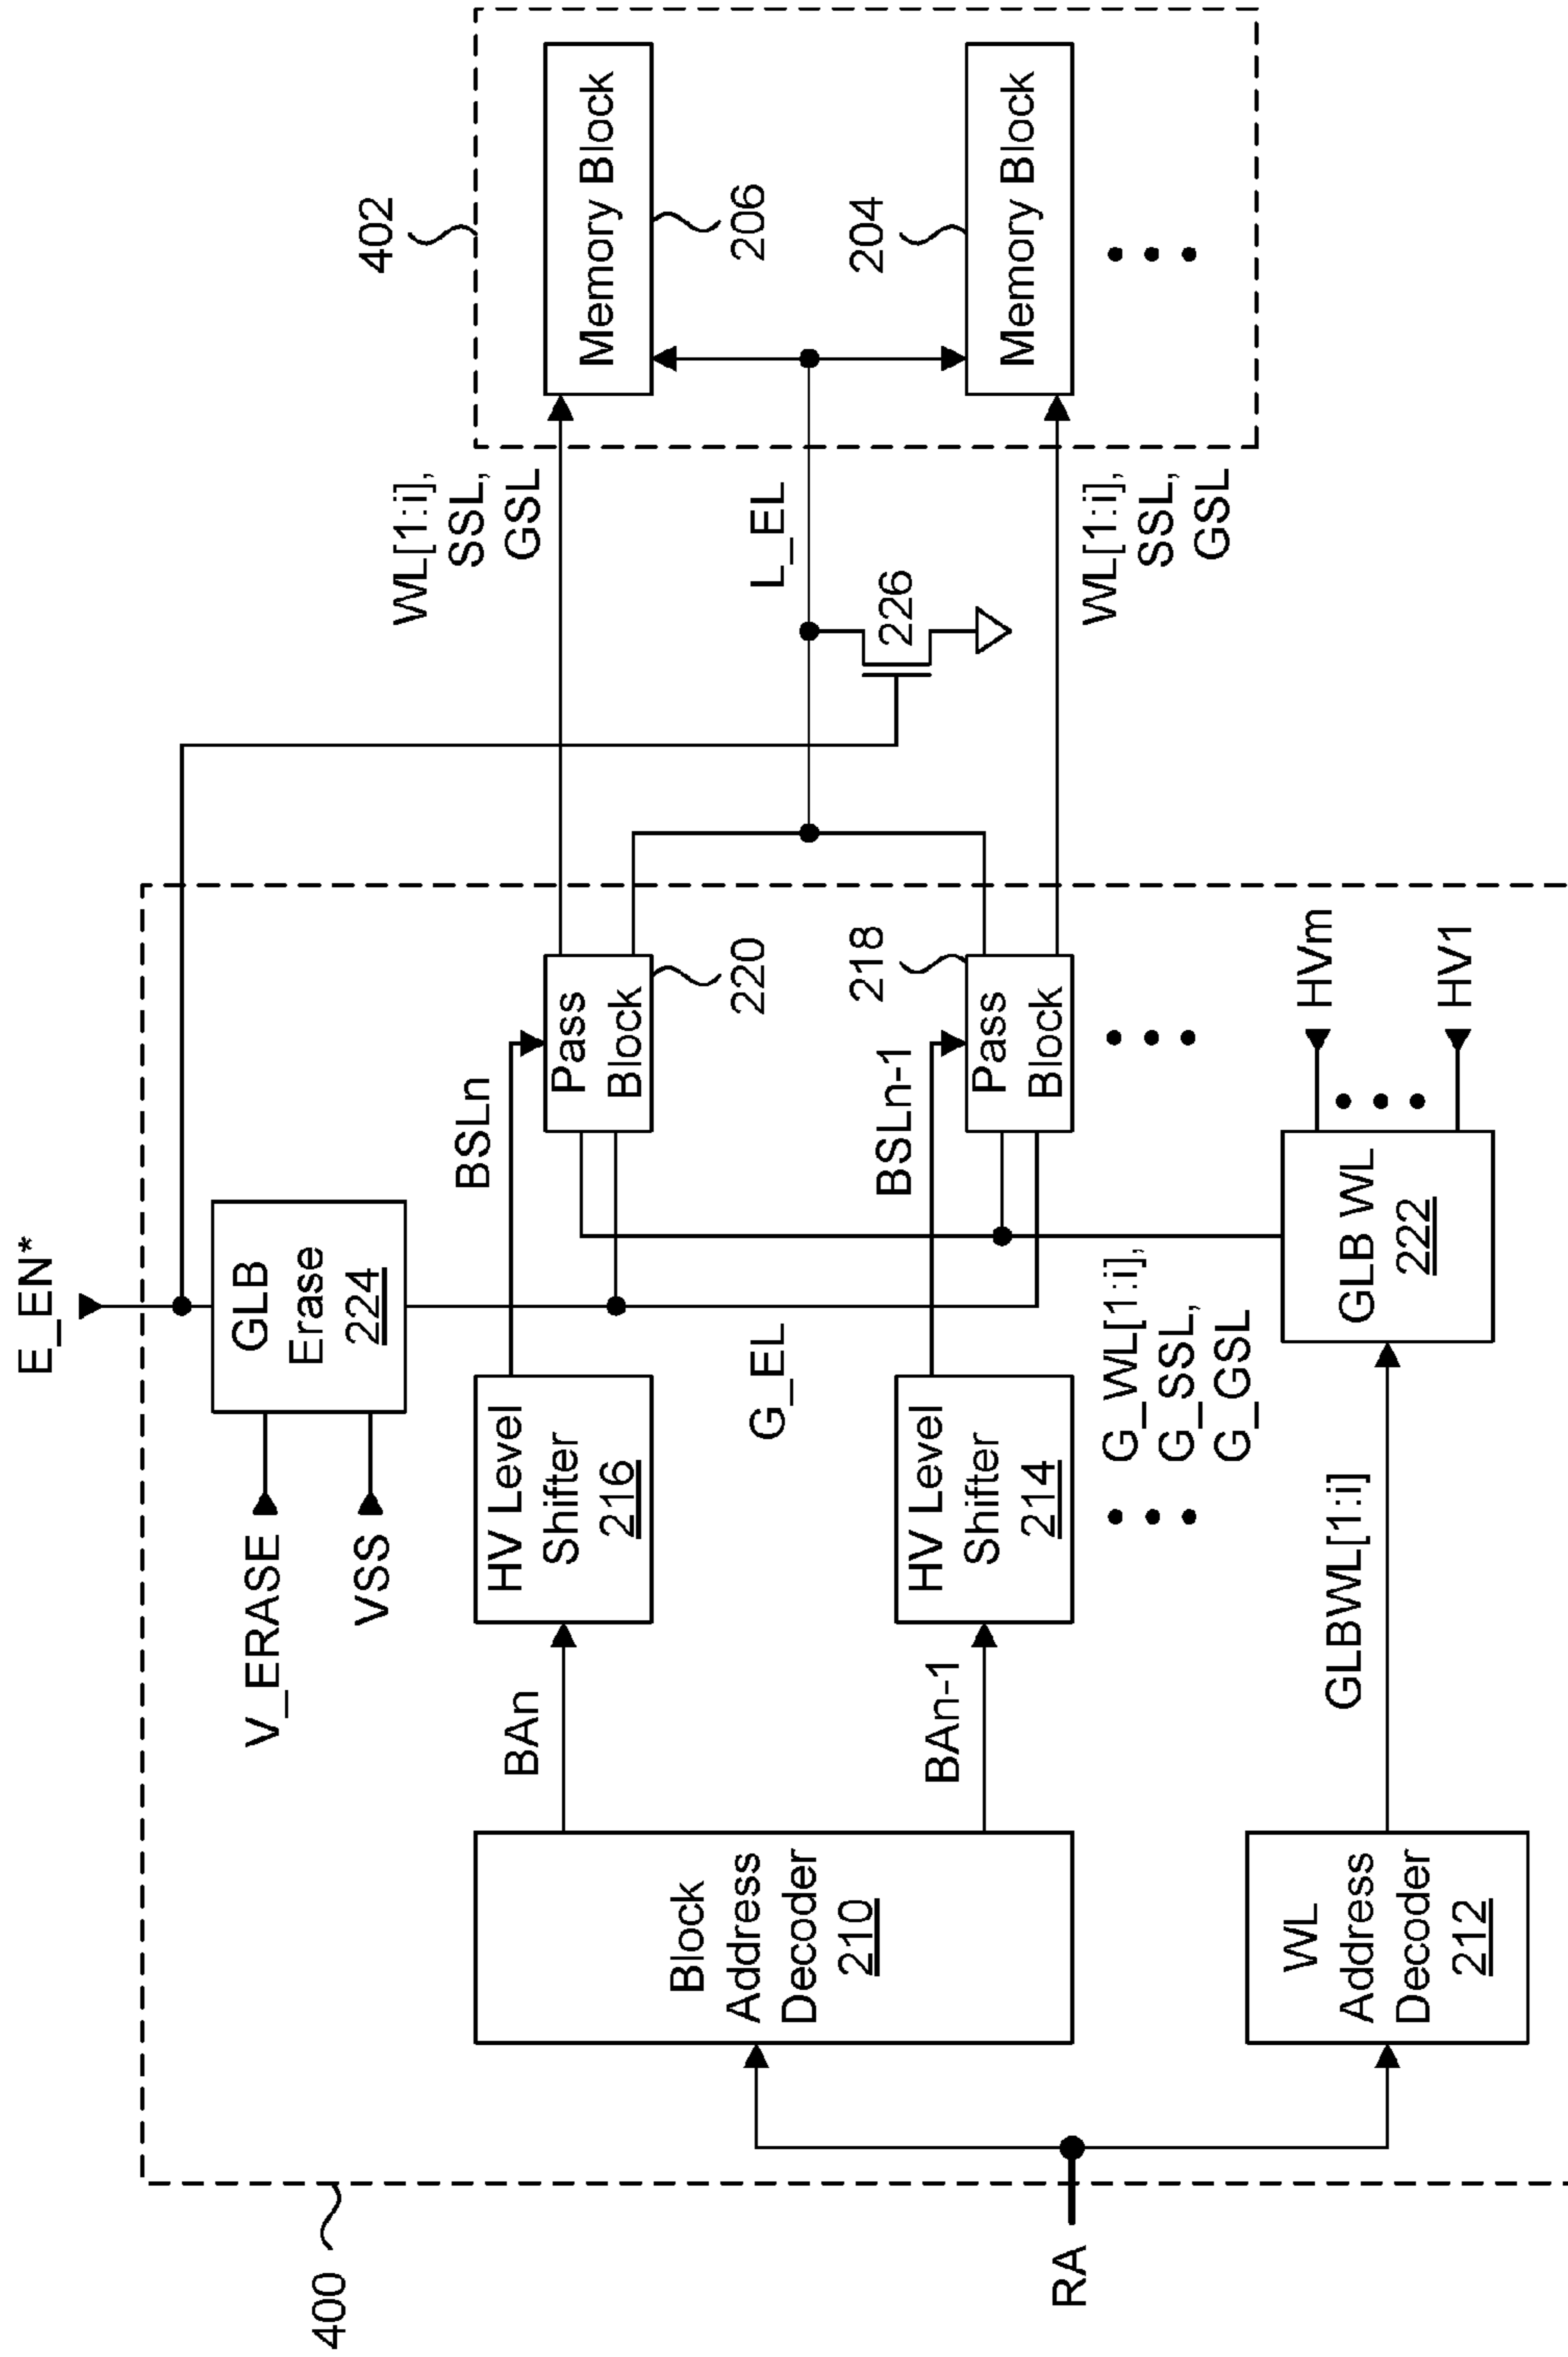 400
RA
Block
Address
Decoder
210
WL
Address
Decoder
212
BAn
BAn-1
GLBWL[1:i]
V_ERASE
VSS
E_EN*
GLB
Erase
224
HV Level
Shifter
216
HV Level
Shifter
214
G_EL
G_WL[1:i],
G_SSL,
G_GSL
BSLn
BSLn-1
GLB WL
222
HVm
HV1
Pass
Block
220
Pass
Block
218
226
L_EL
WL[1:i],
SSL,
GSL
WL[1:i],
SSL,
GSL
402
Memory Block
206
Memory Block
204